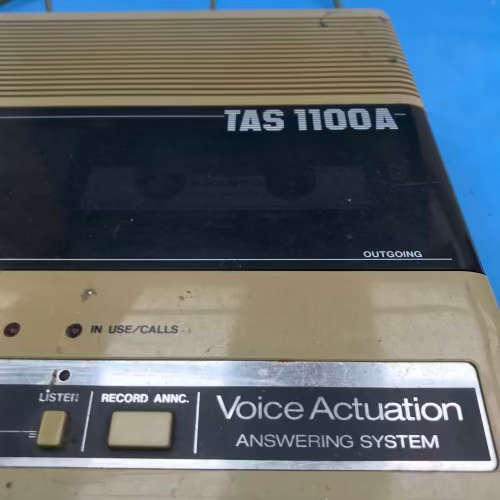 TAS 1100A
OUTGOING
IN USE/CALLS
LISTEN
RECORD ANNC.
Voice Actuation
ANSWERING SYSTEM